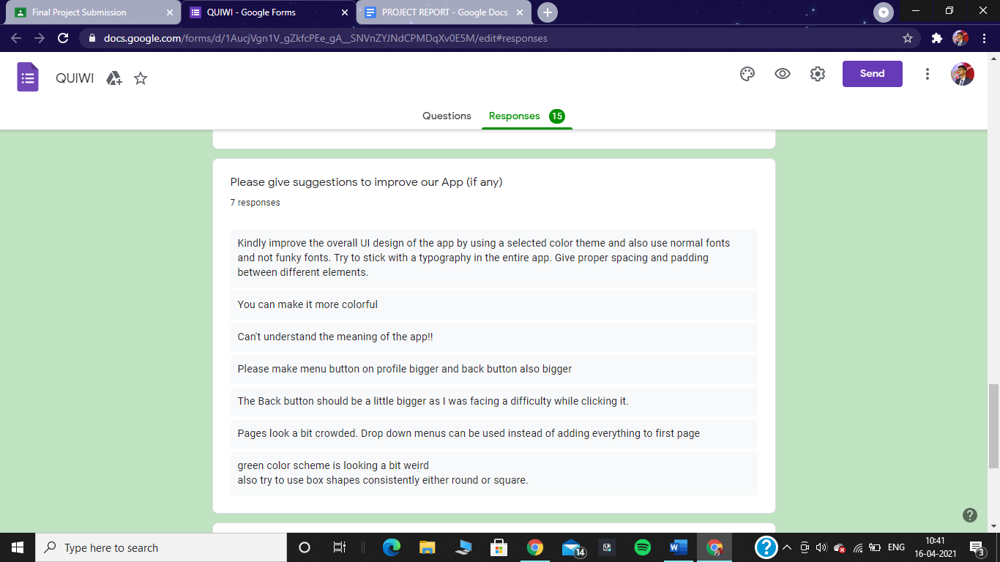 Final Project Submission
QUIWI - Google Forms
PROJECT REPORT - Google Docs
docs.google.com/forms/d/1AucjVgn1V_gZkfcPEe_gA__SNVnZYJNdCPMDqXv0E5M/edit#responses
QUIWI
Send
Questions
Responses 15
Please give suggestions to improve our App (if any)
7 responses
Kindly improve the overall UI design of the app by using a selected color theme and also use normal fonts
and not funky fonts. Try to stick with a typography in the entire app. Give proper spacing and padding
between different elements.
You can make it more colorful
Can't understand the meaning of the app!!
Please make menu button on profile bigger and back button also bigger
The Back button should be a little bigger as I was facing a difficulty while clicking it.
Pages look a bit crowded. Drop down menus can be used instead of adding everything to first page
green color scheme is looking a bit weird
also try to use box shapes consistently either round or square.
Type here to search
14
ENG
10:41
16-04-2021
3